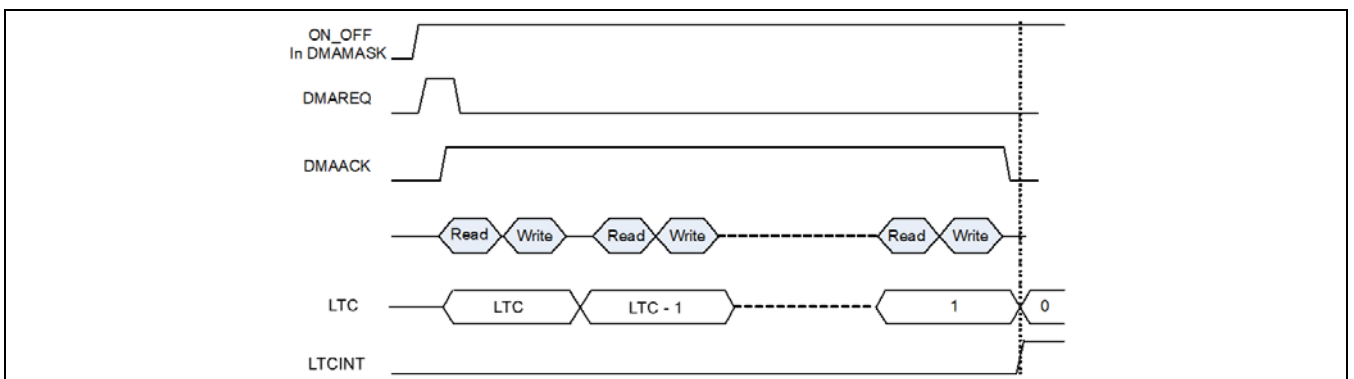 ON_OFF
In DMAMASK
DMAREQ
DMAACK
Read Write Read Write Read Write
LTC LTC LTC - 1 1 0
LTCINT